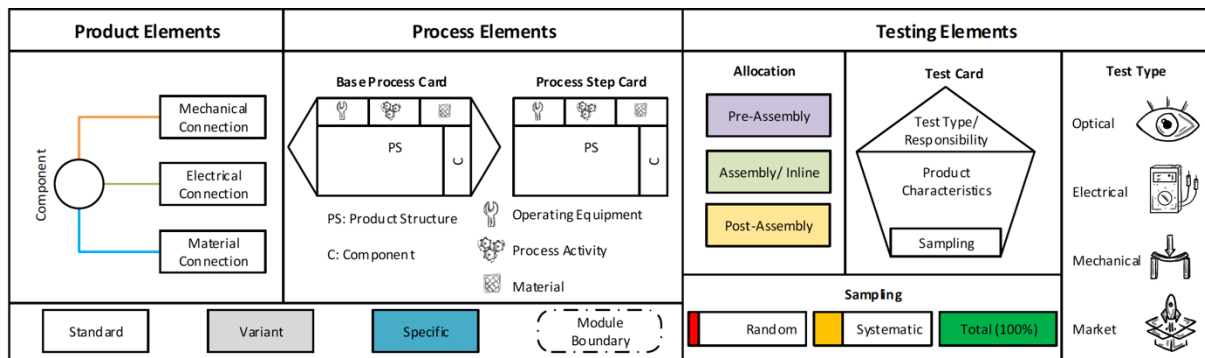 Product Elements
Process Elements
Testing Elements
Component
Mechanical
Connection
Electrical
Connection
Material
Connection
Base Process Card
PS
C
Process Step Card
PS
C
PS: Product Structure
C: Component
Operating Equipment
Process Activity
Material
Allocation
Pre-Assembly
Assembly/ Inline
Post-Assembly
Test Card
Test Type/
Responsibility
Product
Characteristics
Sampling
Test Type
Optical
Electrical
Mechanical
Market
Sampling
Random
Systematic
Total (100%)
Standard
Variant
Specific
Module
Boundary